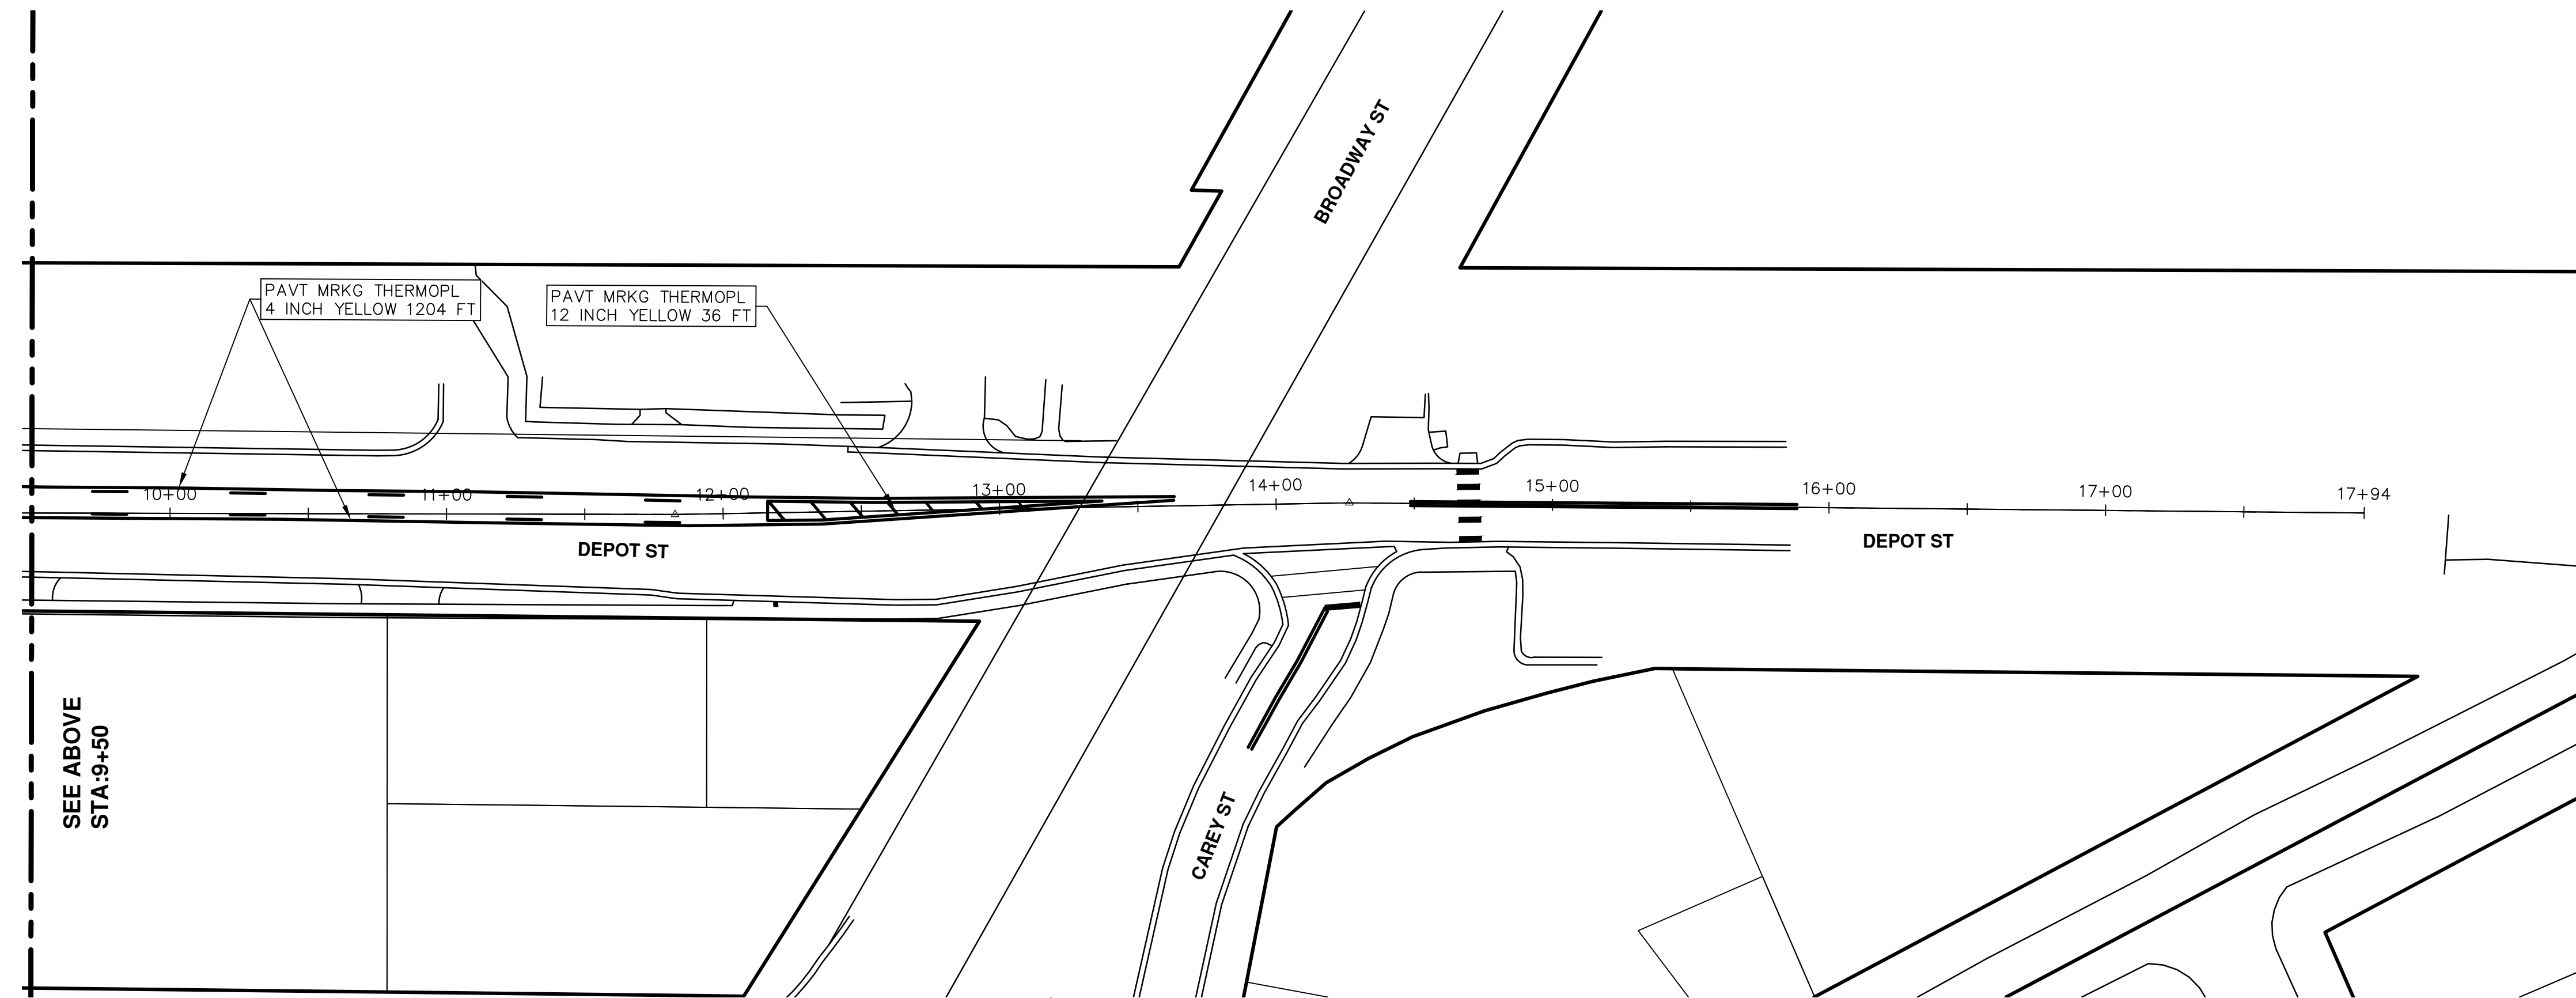 BROADWAY ST
PAVT MRKG THERMOPL
4 INCH YELLOW 1204 FT
PAVT MRKG THERMOPL
12 INCH YELLOW 36 FT
10+00
11+00
12+00
13+00
14+00
15+00
16+00
17+00
17+94
DEPOT ST
DEPOT ST
SEE ABOVE
STA:9+50
CAREY ST